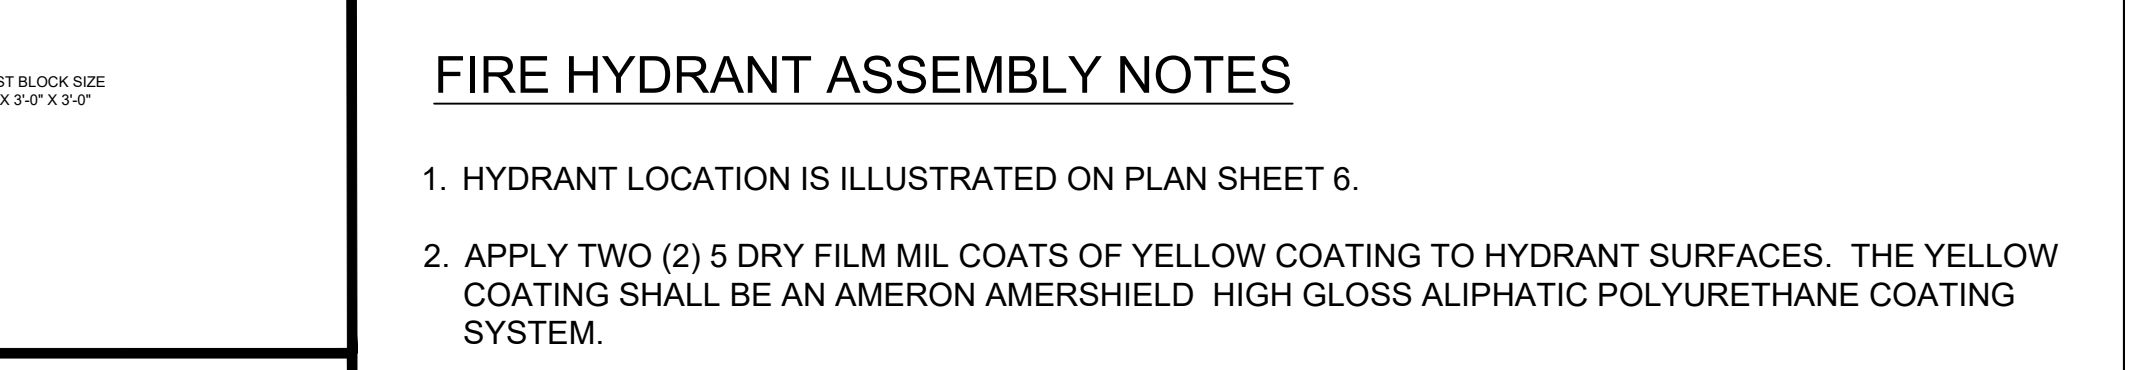 BLOCK SIZE
X 3'-0" X 3'-0"
FIRE HYDRANT ASSEMBLY NOTES
1. HYDRANT LOCATION IS ILLUSTRATED ON PLAN SHEET 6.
2. APPLY TWO (2) 5 DRY FILM MIL COATS OF YELLOW COATING TO HYDRANT SURFACES. THE YELLOW
COATING SHALL BE AN AMERON AMERSHIELD HIGH GLOSS ALIPHATIC POLYURETHANE COATING
SYSTEM.